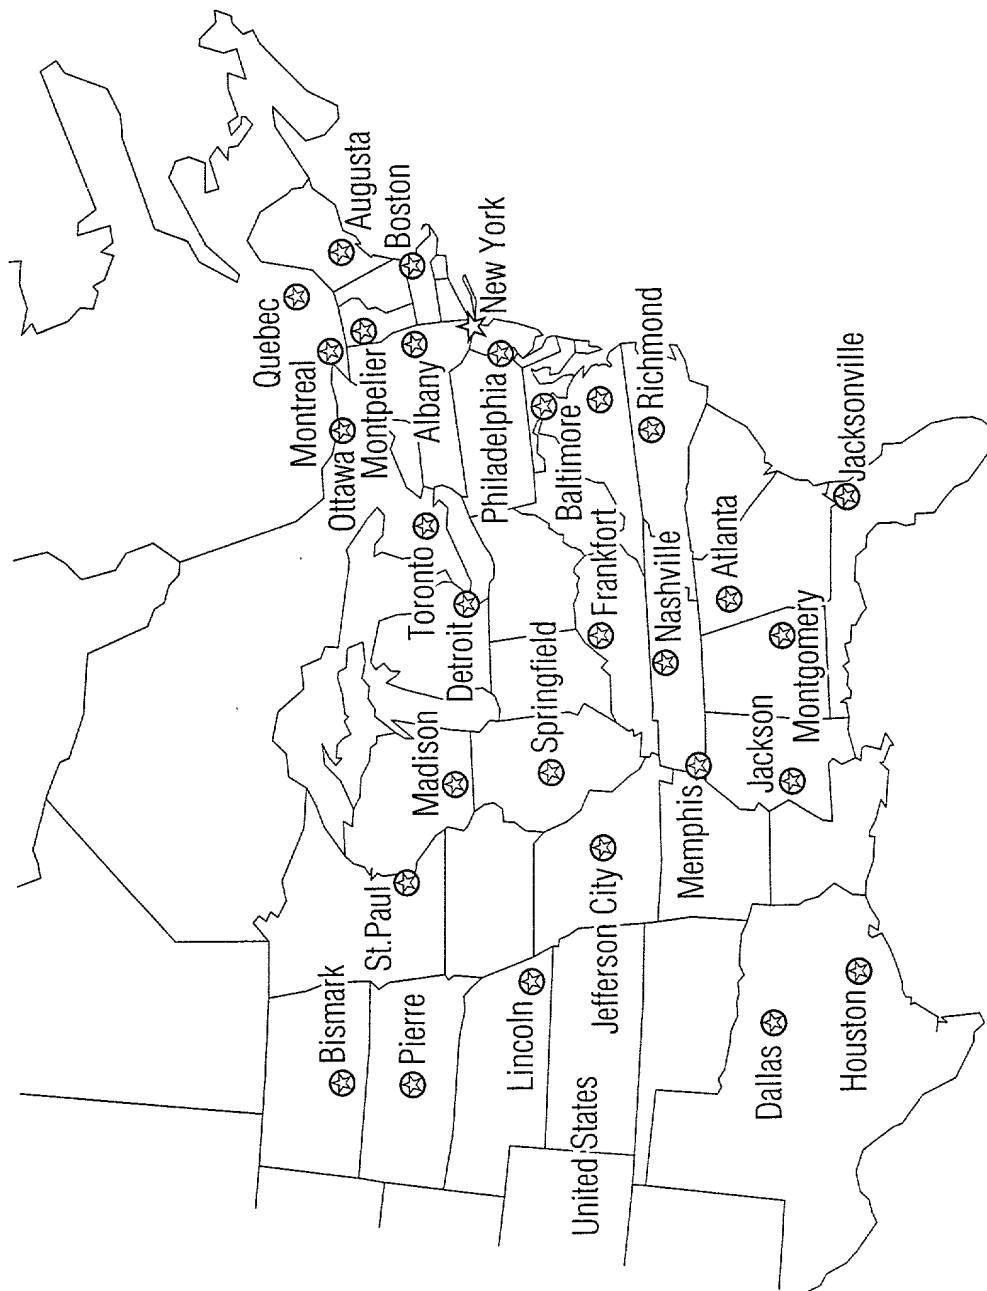 Quebec
Montreal
Ottawa
Montpelier
Augusta
Boston
Albany
New York
Toronto
Detroit
Philadelphia
Baltimore
Richmond
Bismark
St.Paul
Pierre
Madison
Springfield
Frankfort
Nashville
Lincoln
Jefferson City
United States
Memphis
Atlanta
Jackson
Montgomery
Jacksonville
Dallas
Houston